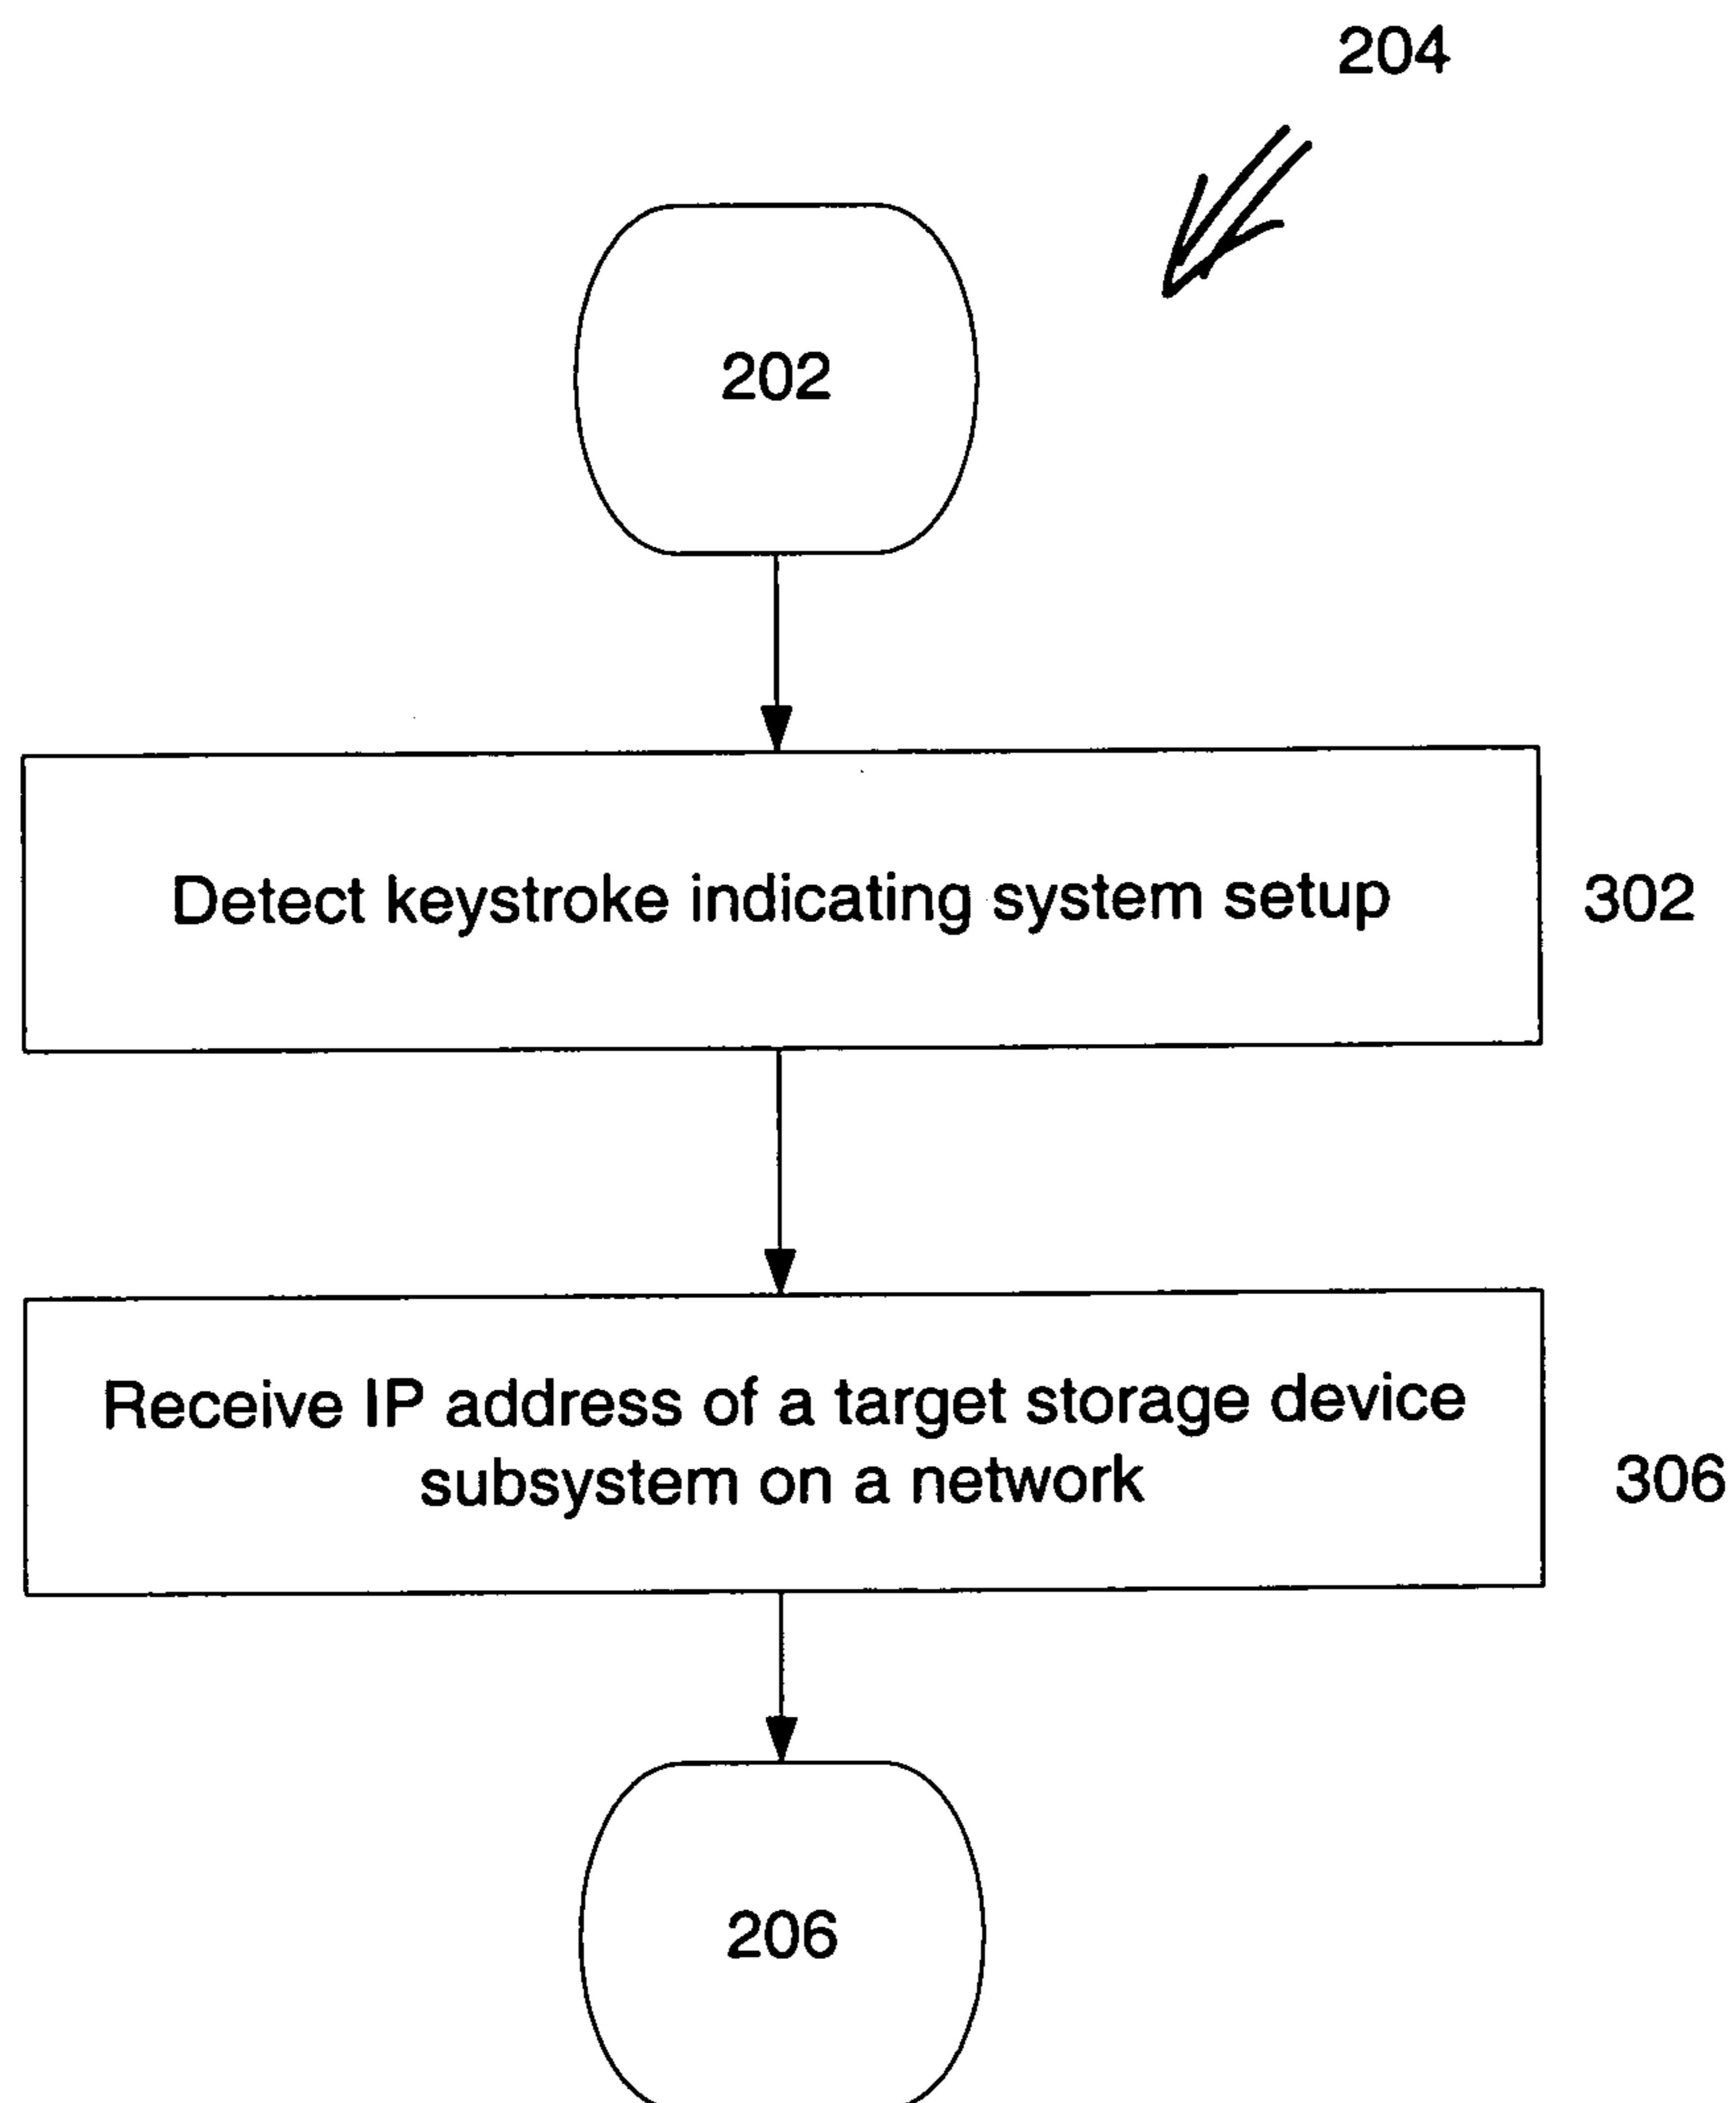 204
202
Detect keystroke indicating system setup
302
Receive IP address of a target storage device
subsystem on a network
306
206